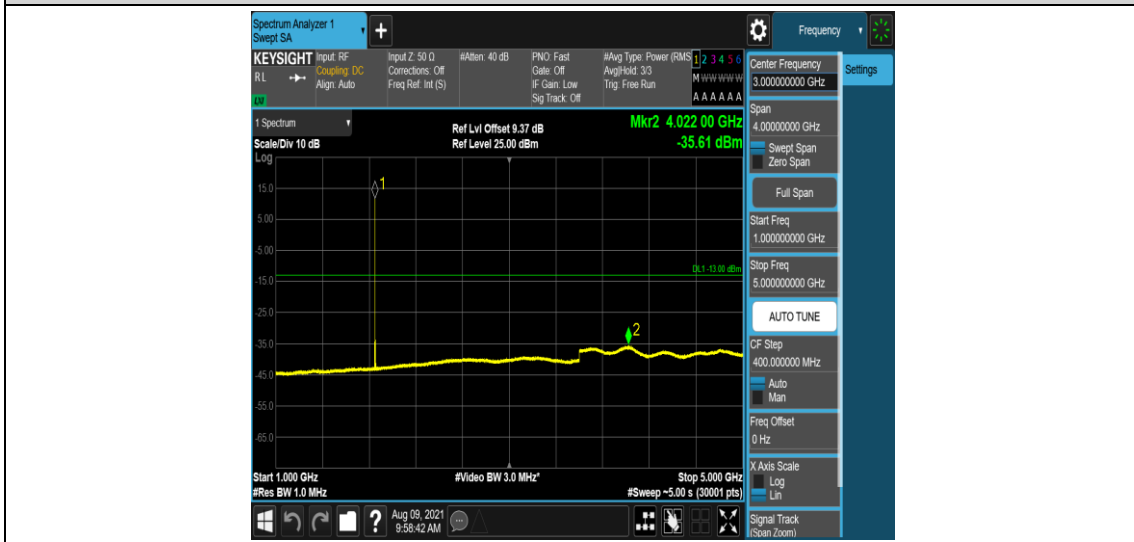 Spectrum Analyzer 1
Swept SA
+
Frequency
KEYSIGHT
RL
LXI
Input: RF
Coupling: DC
Align: Auto
Input Z: 50 Ω
Corrections: Off
Freq Ref: Int (S)
#Atten: 40 dB
PNO: Fast
Gate: Off
IF Gain: Low
Sig Track: Off
#Avg Type: Power (RMS
Avg|Hold: 3/3
Trig: Free Run
1 2 3 4 5 6
M W W W W W
A A A A A A
1 Spectrum
Scale/Div 10 dB
Log
Ref Lvl Offset 9.37 dB
Ref Level 25.00 dBm
Mkr2 4.022 00 GHz
-35.61 dBm
15.0
5.00
-5.00
-15.0
-25.0
-35.0
-45.0
-55.0
-65.0
1
2
DL1 -13.00 dBm
Start 1.000 GHz
#Res BW 1.0 MHz
#Video BW 3.0 MHz*
Stop 5.000 GHz
#Sweep ~5.00 s (30001 pts)
Center Frequency
3.000000000 GHz
Settings
Span
4.00000000 GHz
Swept Span
Zero Span
Full Span
Start Freq
1.000000000 GHz
Stop Freq
5.000000000 GHz
AUTO TUNE
CF Step
400.000000 MHz
Auto
Man
Freq Offset
0 Hz
X Axis Scale
Log
Lin
Signal Track
(Span Zoom)
?
Aug 09, 2021
9:58:42 AM